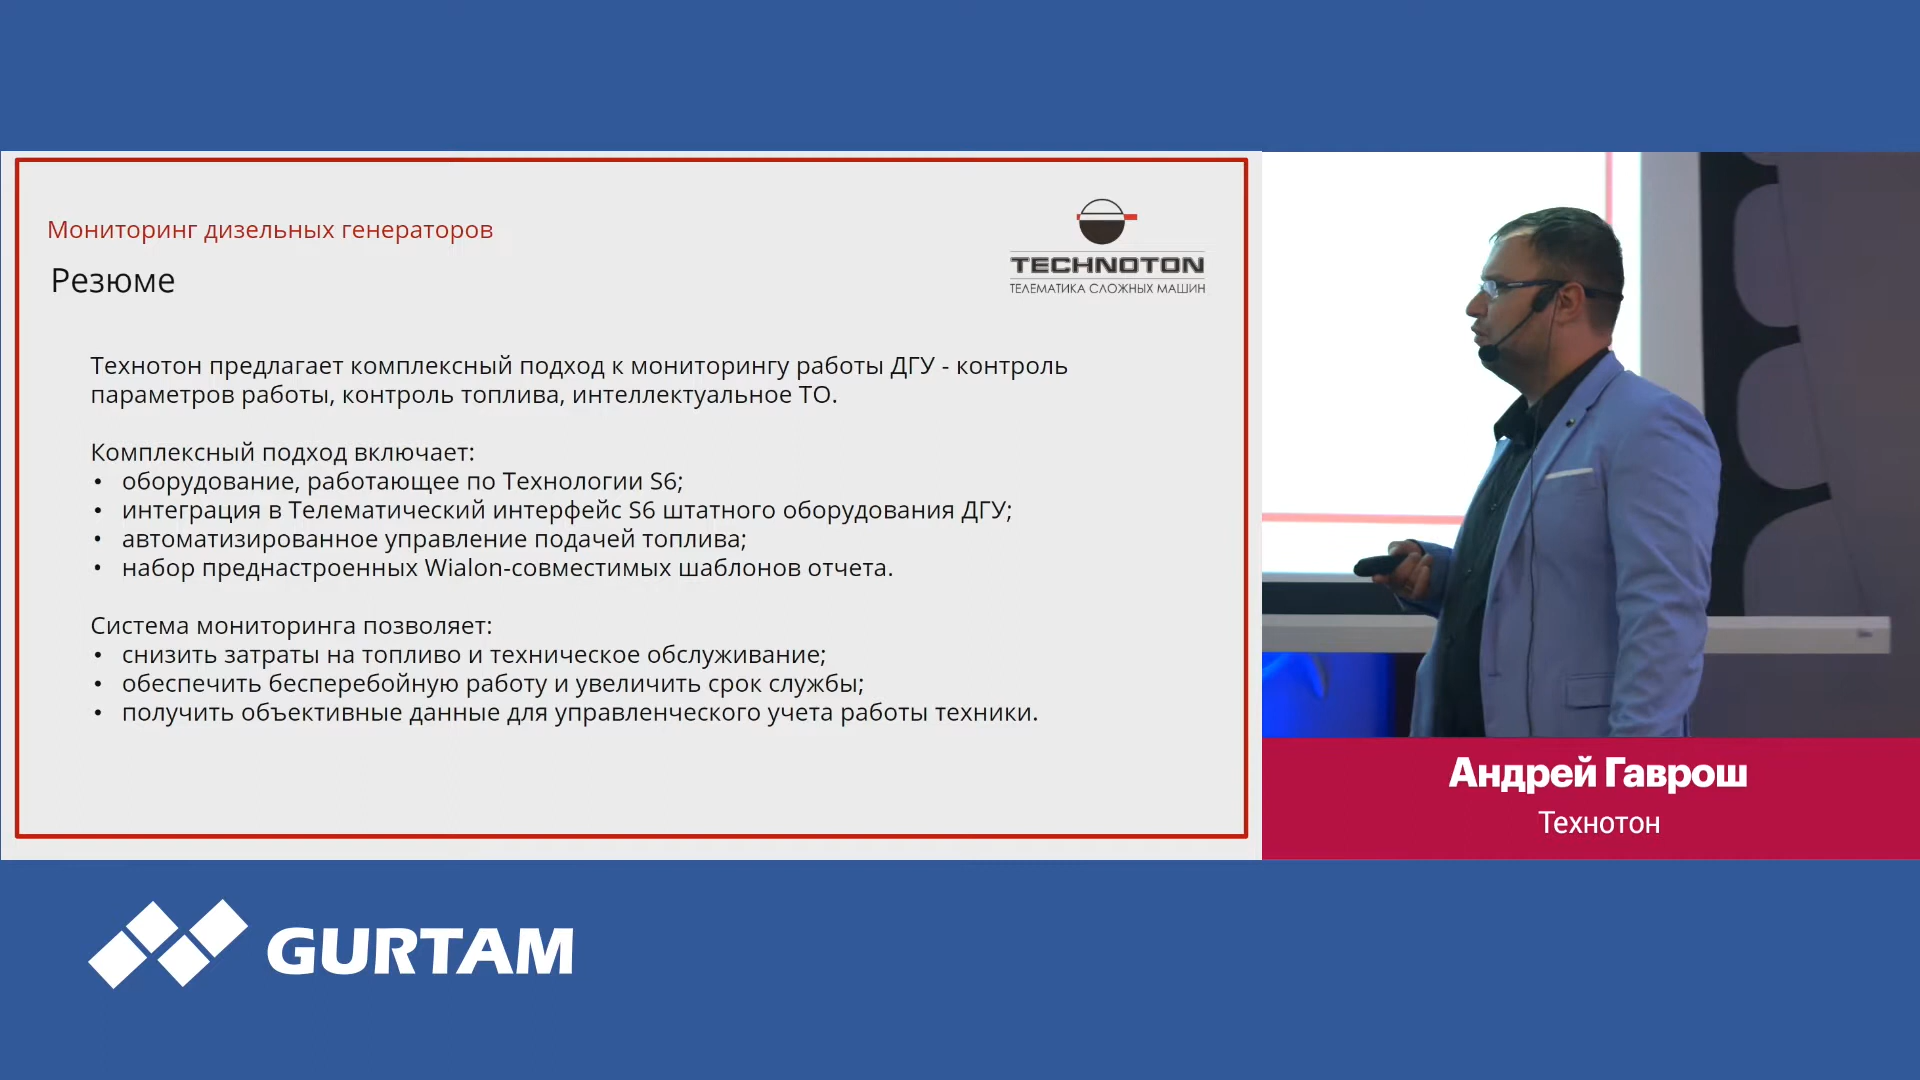 Мониторинг дизельных генераторов
Резюме
TECHNOTON
ТЕЛЕМАТИКА СЛОЖНЫХ МАШИН
Технотон предлагает комплексный подход к мониторингу работы ДГУ - контроль
параметров работы, контроль топлива, интеллектуальное ТО.
Комплексный подход включает:
• оборудование, работающее по Технологии S6;
• интеграция в Телематический интерфейс S6 штатного оборудования ДГУ;
• автоматизированное управление подачей топлива;
• набор преднастроенных Wialon-совместимых шаблонов отчета.
Система мониторинга позволяет:
• снизить затраты на топливо и техническое обслуживание;
• обеспечить бесперебойную работу и увеличить срок службы;
• получить объективные данные для управленческого учета работы техники.
Андрей Гаврош
Технотон
GURTAM